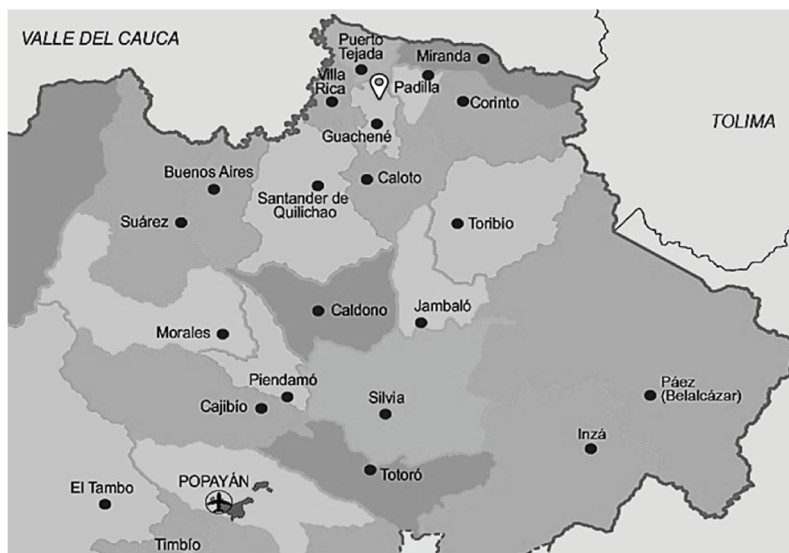 VALLE DEL CAUCA
Puerto
Tejada
Miranda
Villa
Rica
Padilla
Corinto
TOLIMA
Guachené
Buenos Aires
Caloto
Santander de
Quilichao
Suárez
Toribío
Jambaló
Caldono
Morales
Piendamó
Cajibío
Silvia
Páez
(Belalcázar)
Inzá
Totoró
El Tambo
POPAYÁN
Timbío